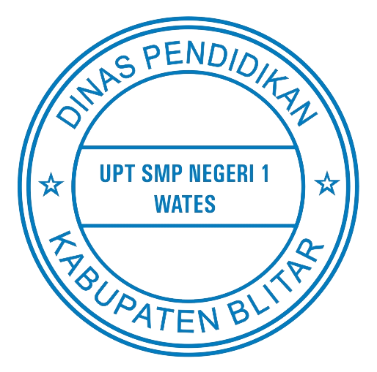 DINAS PENDIDIKAN
UPT SMP NEGERI 1
WATES
KABUPATEN BLITAR